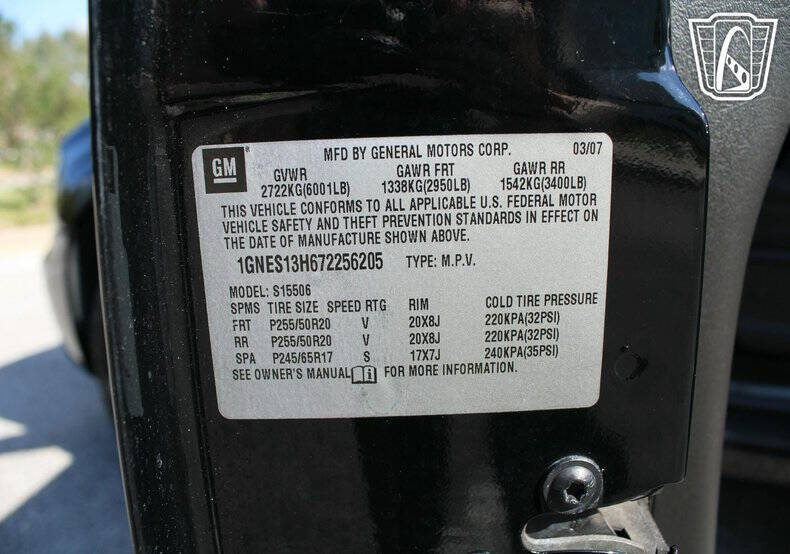 GM
MFD BY GENERAL MOTORS CORP. 03/07
GVWR GAWR FRT GAWR RR
2722KG(6001LB) 1338KG(2950LB) 1542KG(3400LB)
THIS VEHICLE CONFORMS TO ALL APPLICABLE U.S. FEDERAL MOTOR
VEHICLE SAFETY AND THEFT PREVENTION STANDARDS IN EFFECT ON
THE DATE OF MANUFACTURE SHOWN ABOVE.
1GNES13H672256205 TYPE: M.P.V.
MODEL: S15506
SPMS TIRE SIZE SPEED RTG RIM COLD TIRE PRESSURE
FRT P255/50R20 V 20X8J 220KPA(32PSI)
RR P255/50R20 V 20X8J 220KPA(32PSI)
SPA P245/65R17 S 17X7J 240KPA(35PSI)
SEE OWNER'S MANUAL FOR MORE INFORMATION.